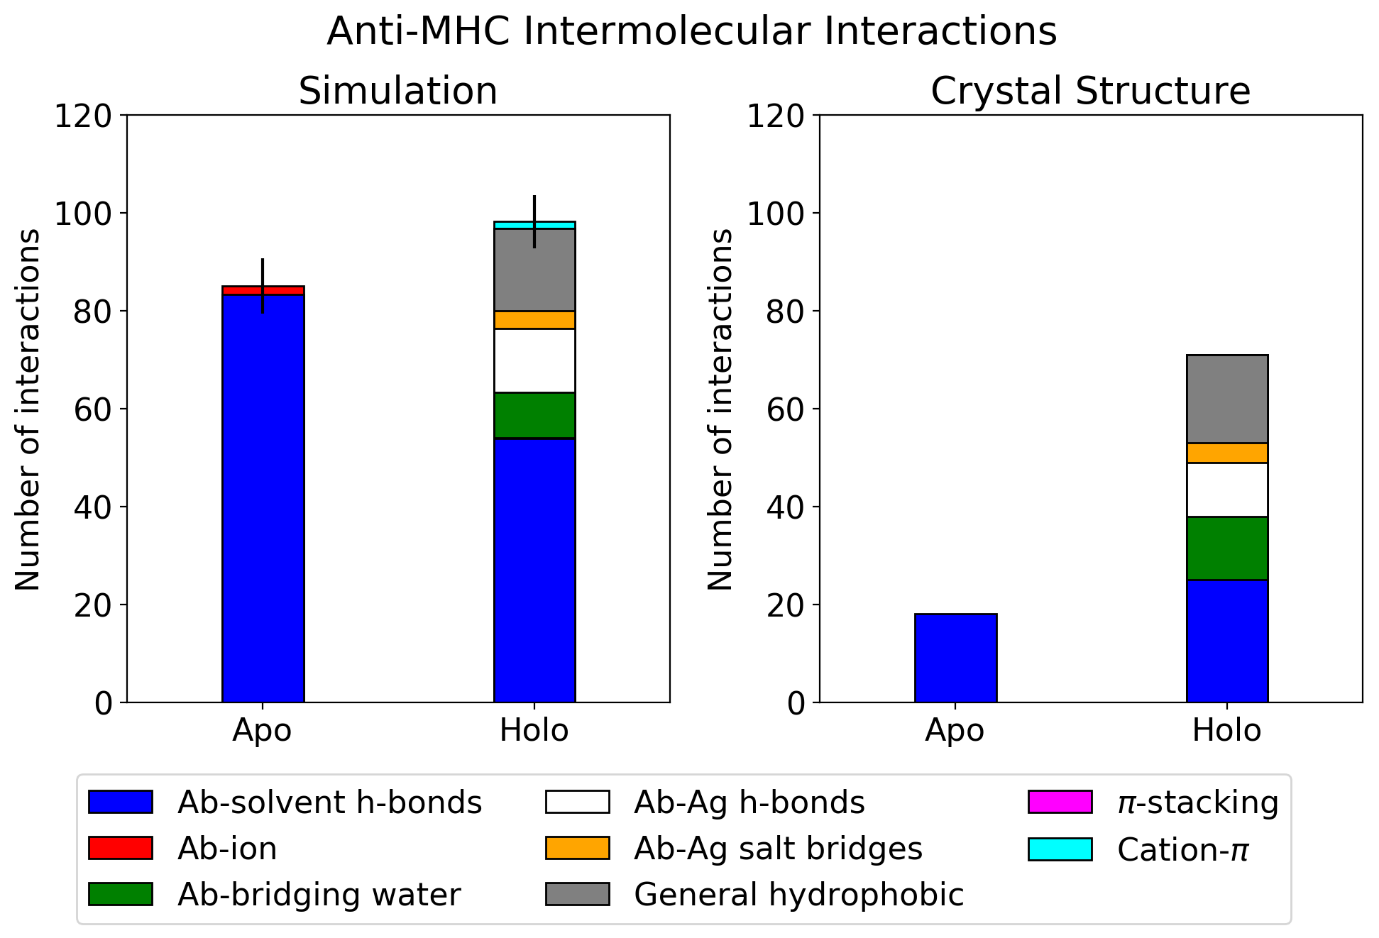 Anti-MHC Intermolecular Interactions
Simulation
Number of interactions
120
100
80
60
40
20
0
Apo
Holo
Crystal Structure
Number of interactions
120
100
80
60
40
20
0
Apo
Holo
Ab-solvent h-bonds
Ab-ion
Ab-bridging water
Ab-Ag h-bonds
Ab-Ag salt bridges
General hydrophobic
π-stacking
Cation-π